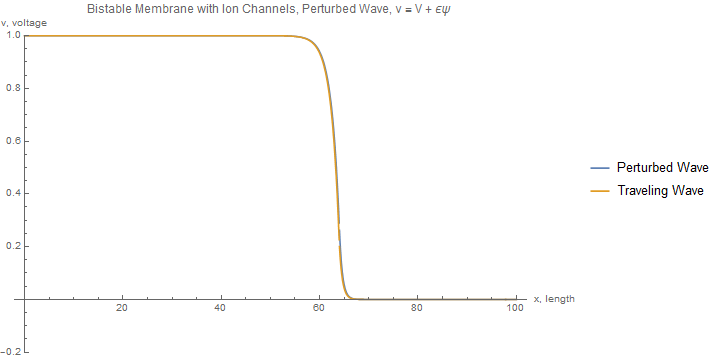 Bistable Membrane with Ion Channels, Perturbed Wave, v = V + ϵψ
v, voltage
1.0
0.8
0.6
0.4
0.2
-0.2
20
40
60
80
100
x, length
Perturbed Wave
Traveling Wave